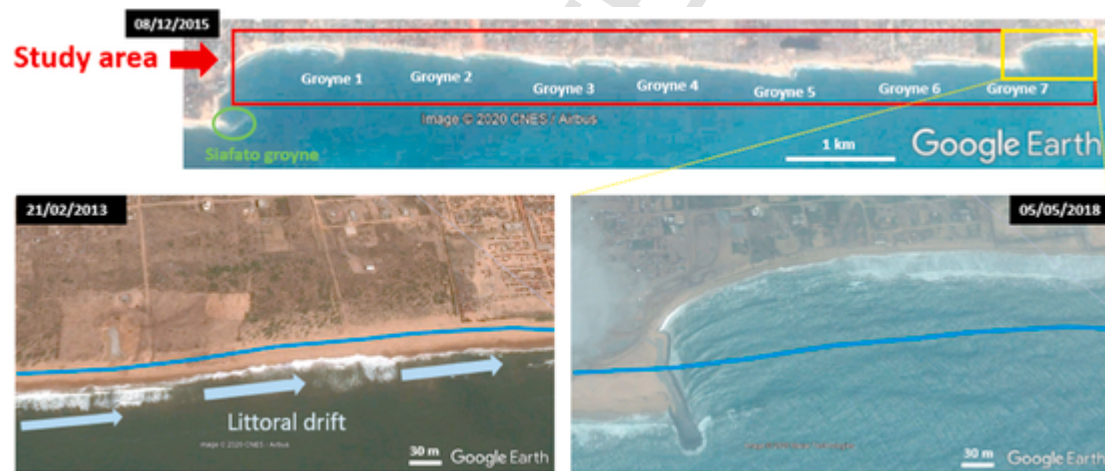 08/12/2015
Study area
Groyne 1
Groyne 2
Groyne 3
Groyne 4
Groyne 5
Groyne 6
Groyne 7
Image © 2020 CNES / Airbus
Siafato groyne
1 km
Google Earth
21/02/2013
05/05/2018
Littoral drift
Image © 2020 CNES / Airbus
30 m
Google Earth
30 m
Google Earth